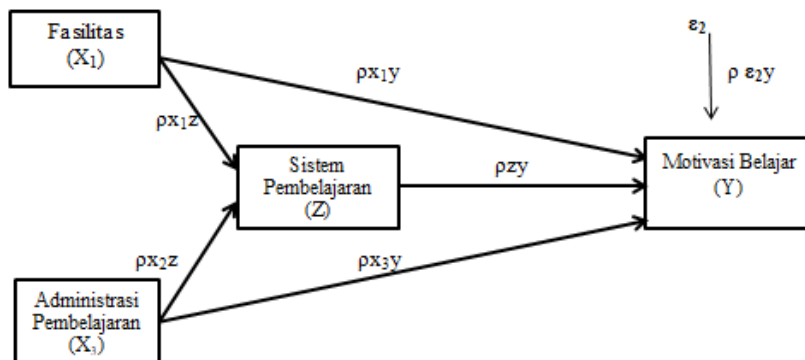 Fasilitas
(X₁)
ε₂
ρx₁y
ρ ε₂y
ρx₁z
Sistem
Pembelajaran
(Z)
ρzy
Motivasi Belajar
(Y)
ρx₂z
ρx₃y
Administrasi
Pembelajaran
(X₃)